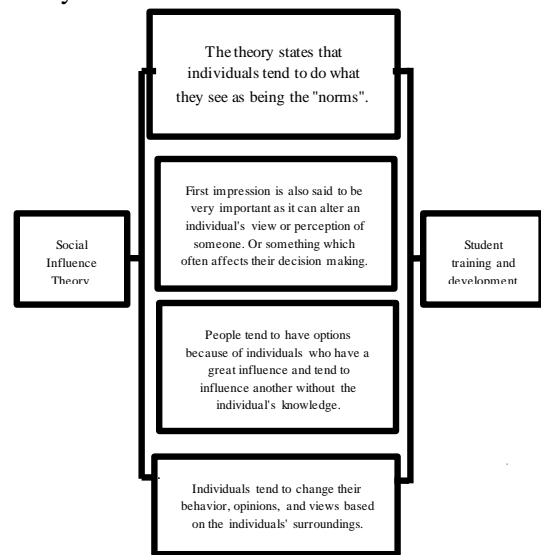 The theory states that
individuals tend to do what
they see as being the "norms".
First impression is also said to be
very important as it can alter an
individual's view or perception of
someone. Or something which
often affects their decision making.
Social
Influence
Theory
Student
training and
development
People tend to have options
because of individuals who have a
great influence and tend to
influence another without the
individual's knowledge.
Individuals tend to change their
behavior, opinions, and views based
on the individuals' surroundings.